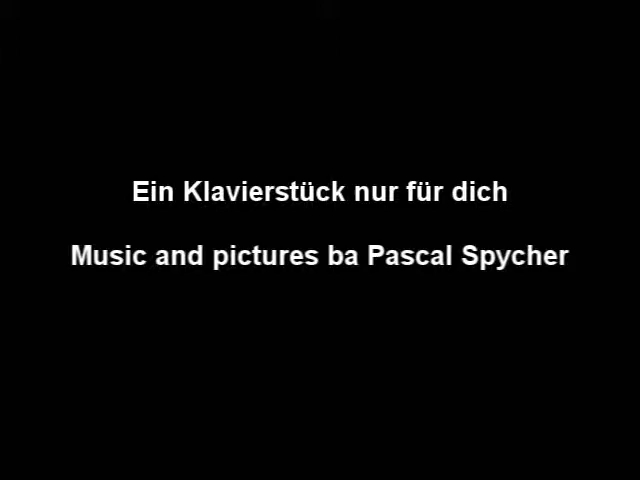 Ein Klavierstück nur für dich
Music and pictures ba Pascal Spycher